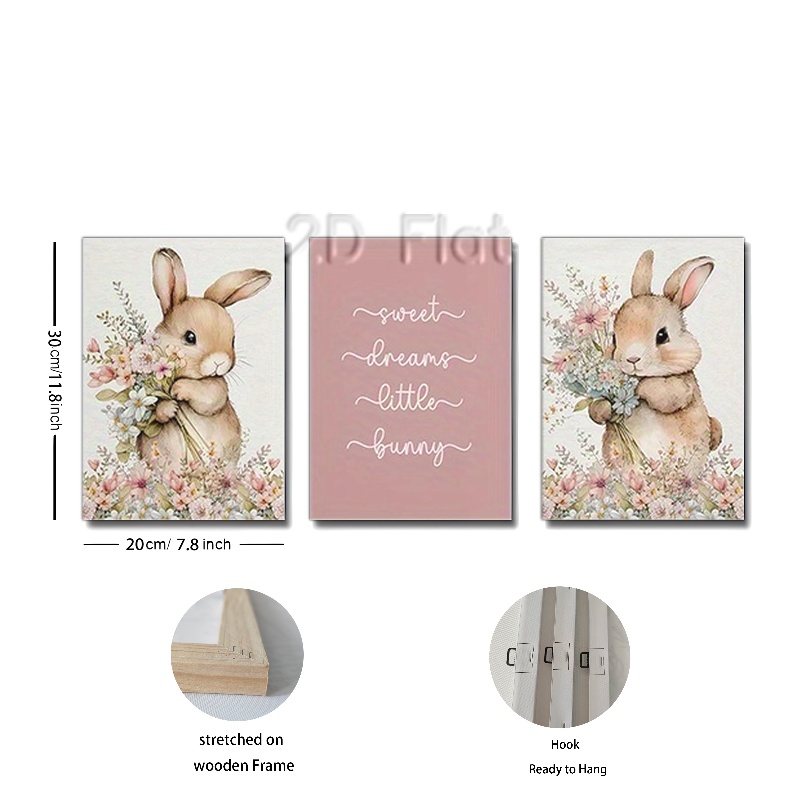 2.D Flat
sweet
dreams
little
bunny
30cm/11.8inch
20cm/ 7.8 inch
stretched on
wooden Frame
Hook
Ready to Hang